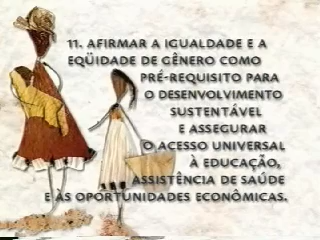 11. AFIRMAR A IGUALDADE E A
EQÜIDADE DE GÊNERO COMO
PRÉ-REQUISITO PARA
O DESENVOLVIMENTO
SUSTENTÁVEL
E ASSEGURAR
O ACESSO UNIVERSAL
À EDUCAÇÃO,
ASSISTÊNCIA DE SAÚDE
E ÀS OPORTUNIDADES ECONÔMICAS.